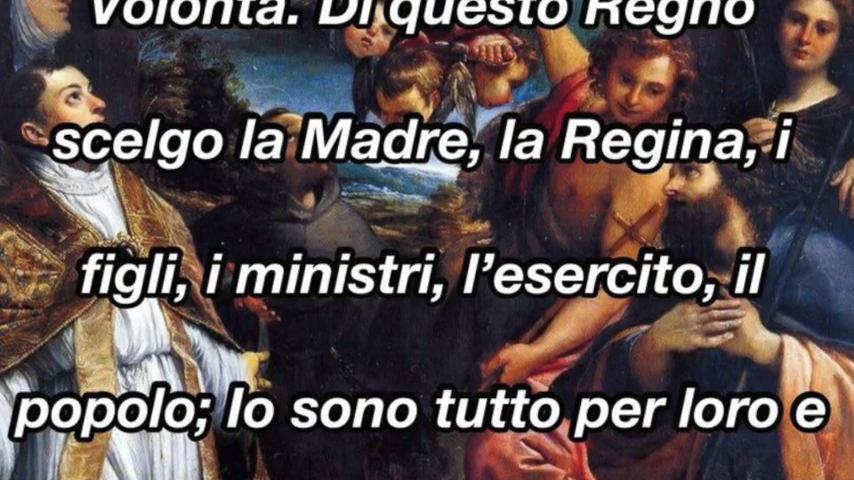 Volontà. Di questo Regno
scelgo la Madre, la Regina, i
figli, i ministri, l’esercito, il
popolo; Io sono tutto per loro e